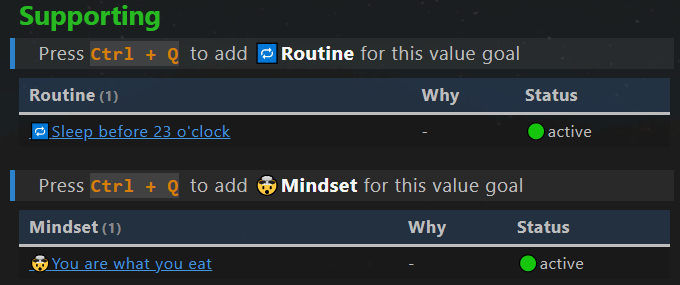 Supporting
Press Ctrl + Q to add 🔁Routine for this value goal
Routine (1) Why Status
🔁Sleep before 23 o'clock - 🟢active
Press Ctrl + Q to add 🤯Mindset for this value goal
Mindset (1) Why Status
🤯You are what you eat - 🟢active